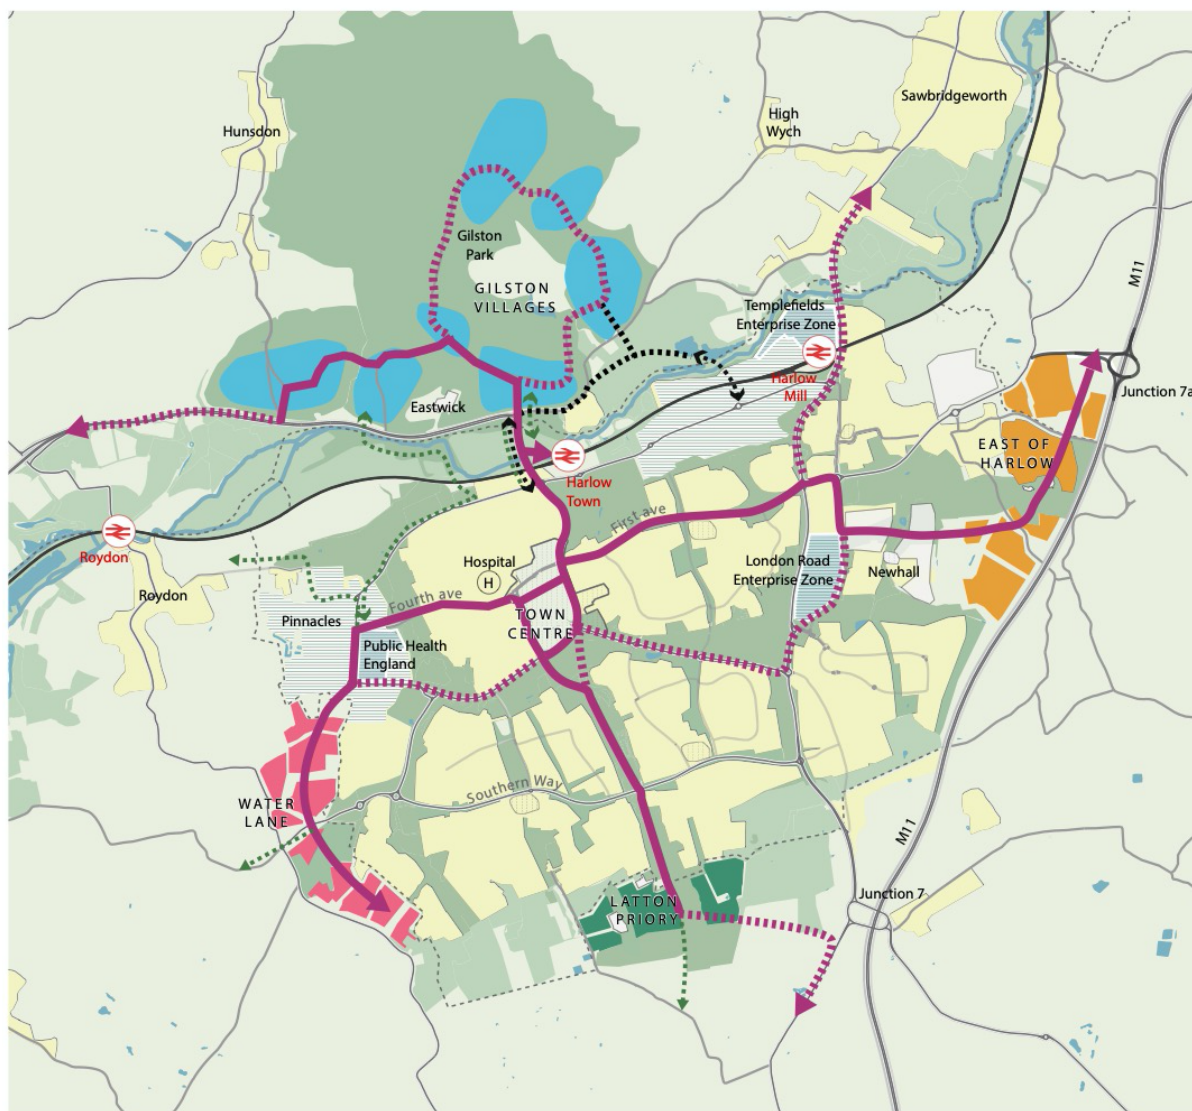 Sawbridgeworth
High
Wych
Hunsdon
Gilston
Park
GILSTON
VILLAGES
M11
Templefields
Enterprise Zone
Harlow
Mill
Junction 7a
Eastwick
EAST OF
HARLOW
Harlow
Town
First ave
Roydon
Hospital
H
London Road
Enterprise Zone
Newhall
Roydon
Fourth ave
Pinnacles
TOWN
CENTRE
Public Health
England
Southern Way
WATER
LANE
M11
Junction 7
LATTON
PRIORY